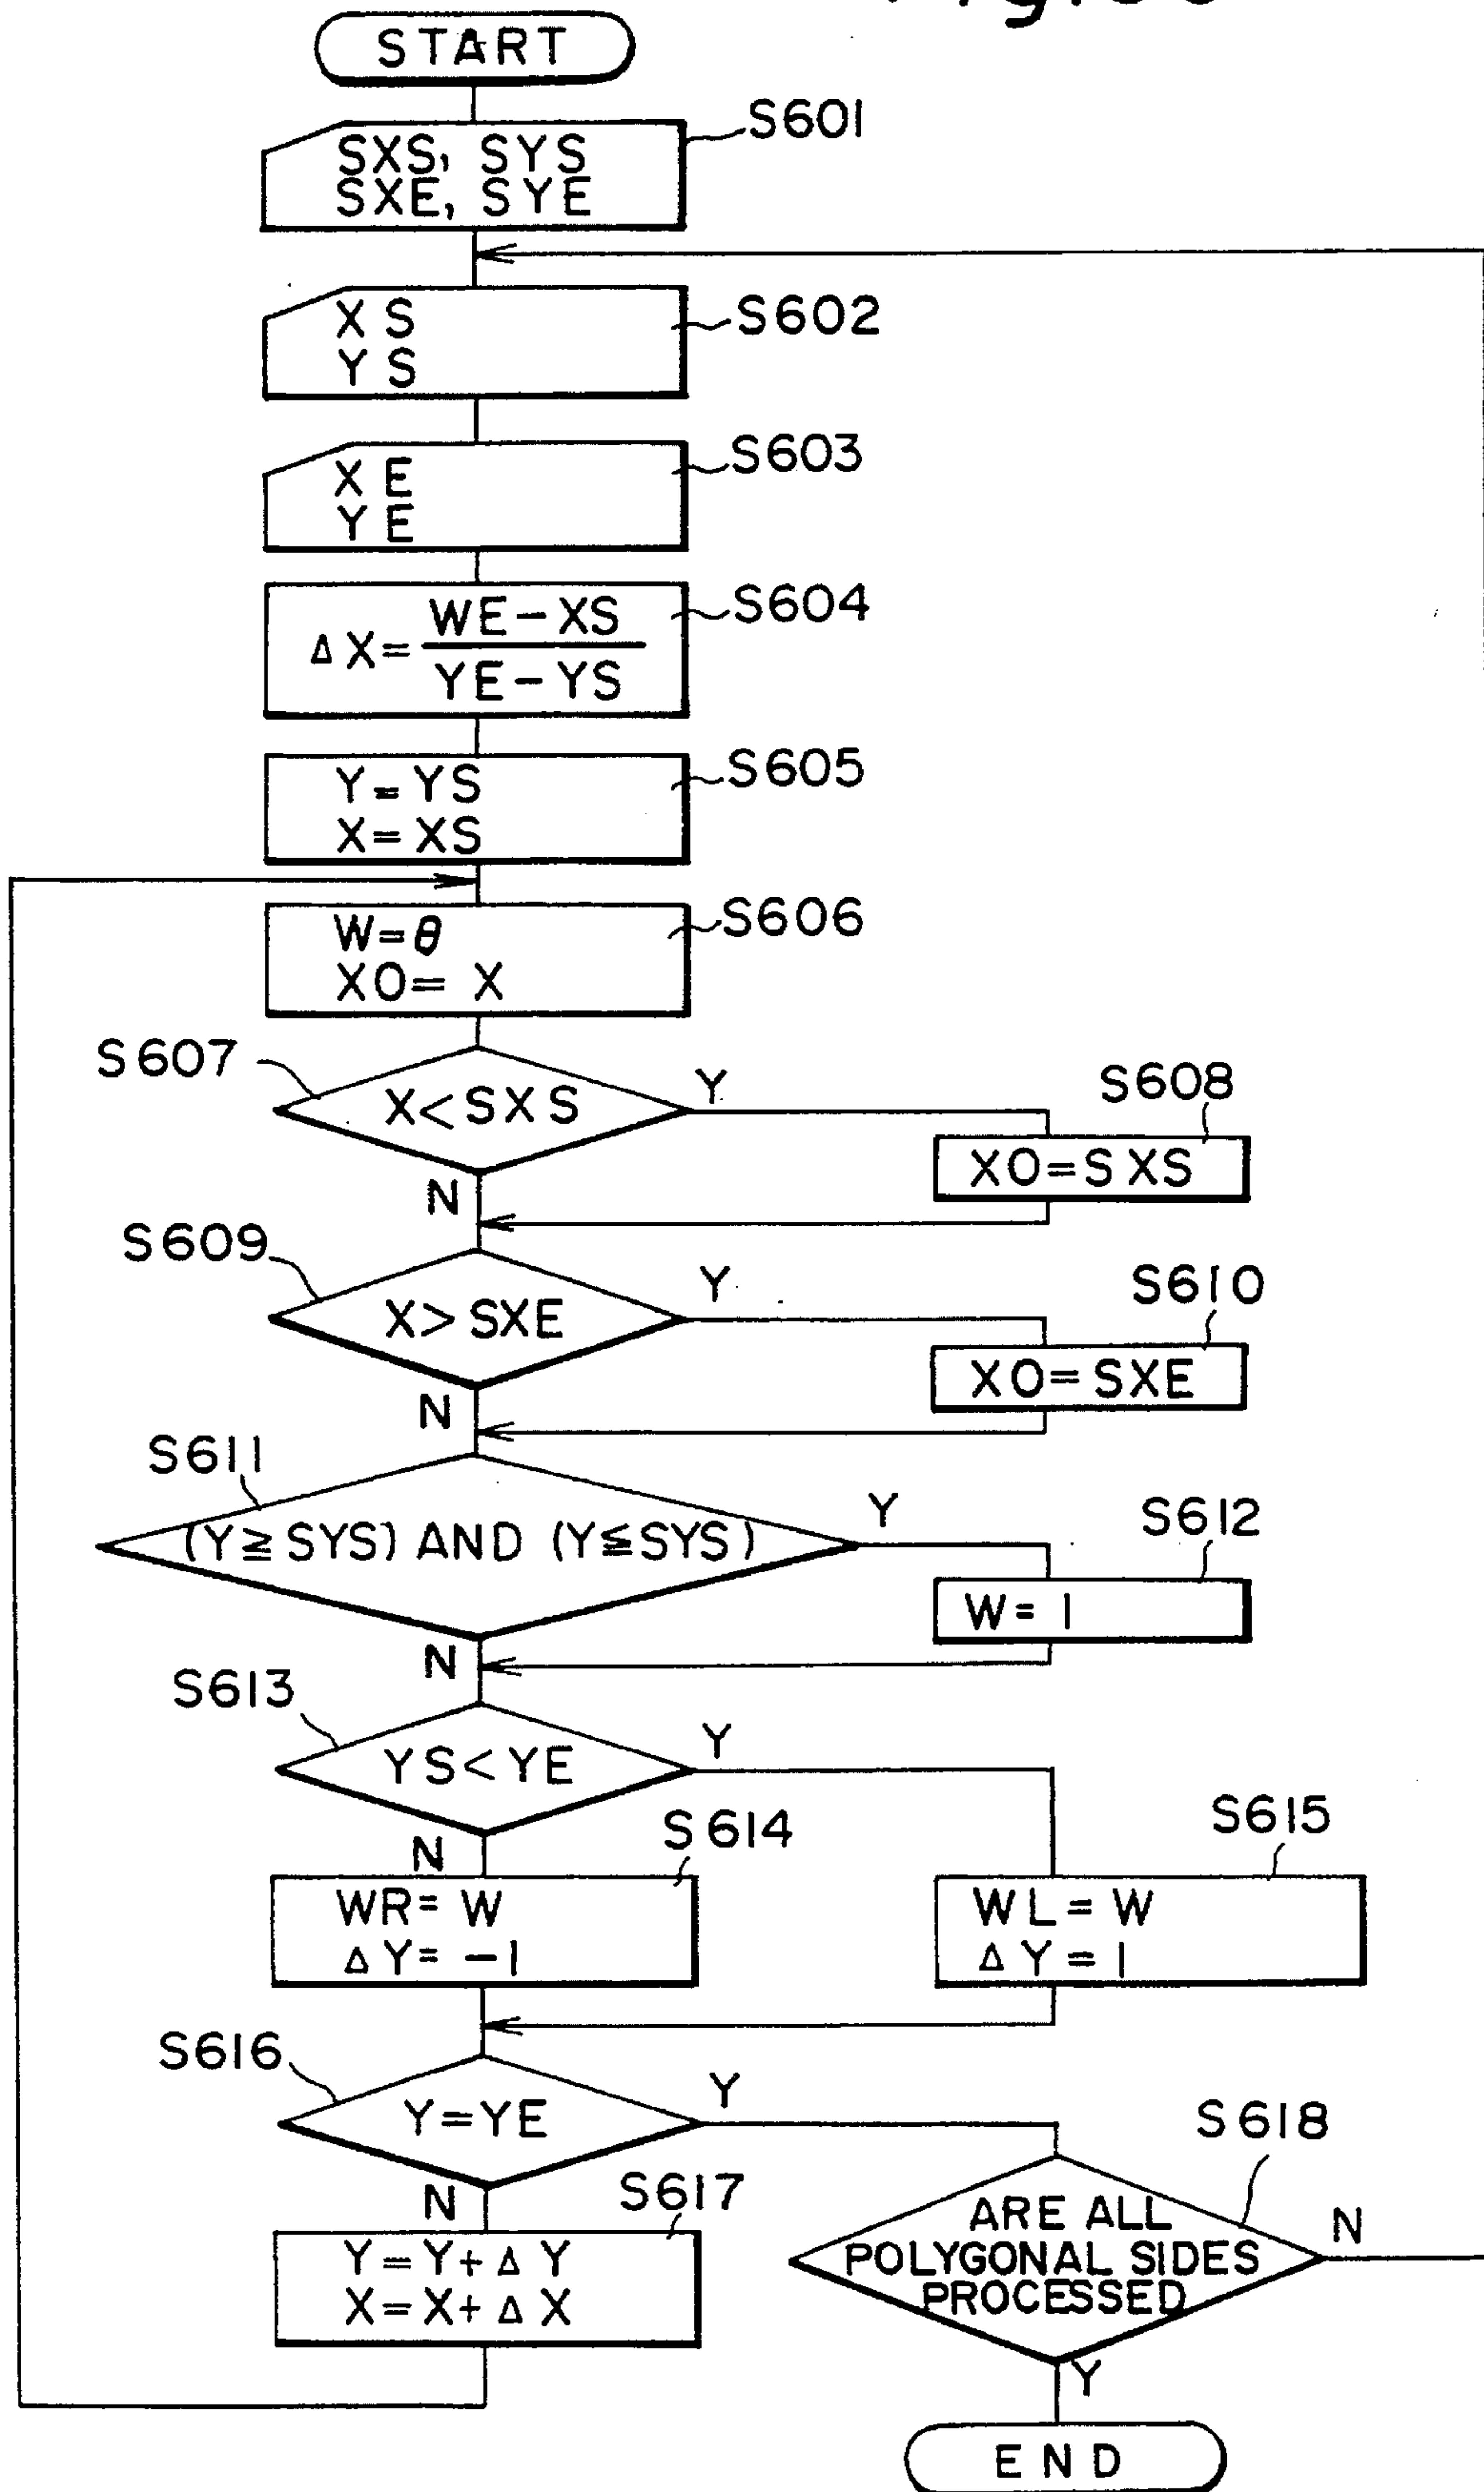 START
S601
SXS, SYS
SXE, SYE
S602
XS
YS
S603
XE
YE
S604
ΔX= WE-XS
YE-YS
S605
Y=YS
X=XS
S606
W=θ
XO= X
S607
X<SXS
Y
N
S608
XO=SXS
S609
X>SXE
Y
N
S610
XO=SXE
S611
(Y≧SYS) AND (Y≦SYS)
Y
N
S612
W=1
S613
YS<YE
Y
N
S614
WR=W
ΔY=-1
S615
WL=W
ΔY=1
S616
Y=YE
Y
N
S617
Y=Y+ΔY
X=X+ΔX
S618
ARE ALL
POLYGONAL SIDES
PROCESSED
N
Y
END